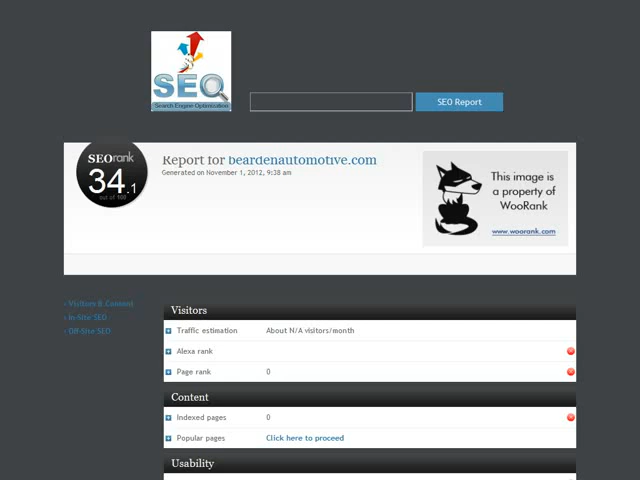 SEO
Search Engine Optimization
SEO Report
SEOrank
34.1
out of 100
Report for beardenautomotive.com
Generated on November 1, 2012, 9:38 am
This image is
a property of
WooRank
www.woorank.com
› Visitors & Content
› In-Site SEO
› Off-Site SEO
Visitors
Traffic estimation About N/A visitors/month
Alexa rank
Page rank 0
Content
Indexed pages 0
Popular pages Click here to proceed
Usability